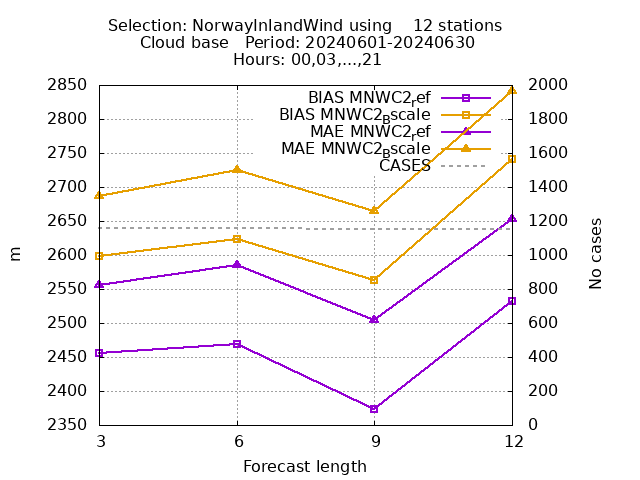 Selection: NorwayInlandWind using    12 stations
Cloud base   Period: 20240601-20240630
Hours: 00,03,...,21
2850
2800
2750
2700
2650
2600
2550
2500
2450
2400
2350
m
BIAS MNWC2ref
BIAS MNWC2Bscale
MAE MNWC2ref
MAE MNWC2Bscale
CASES
2000
1800
1600
1400
1200
1000
800
600
400
200
0
No cases
3 6 9 12
Forecast length